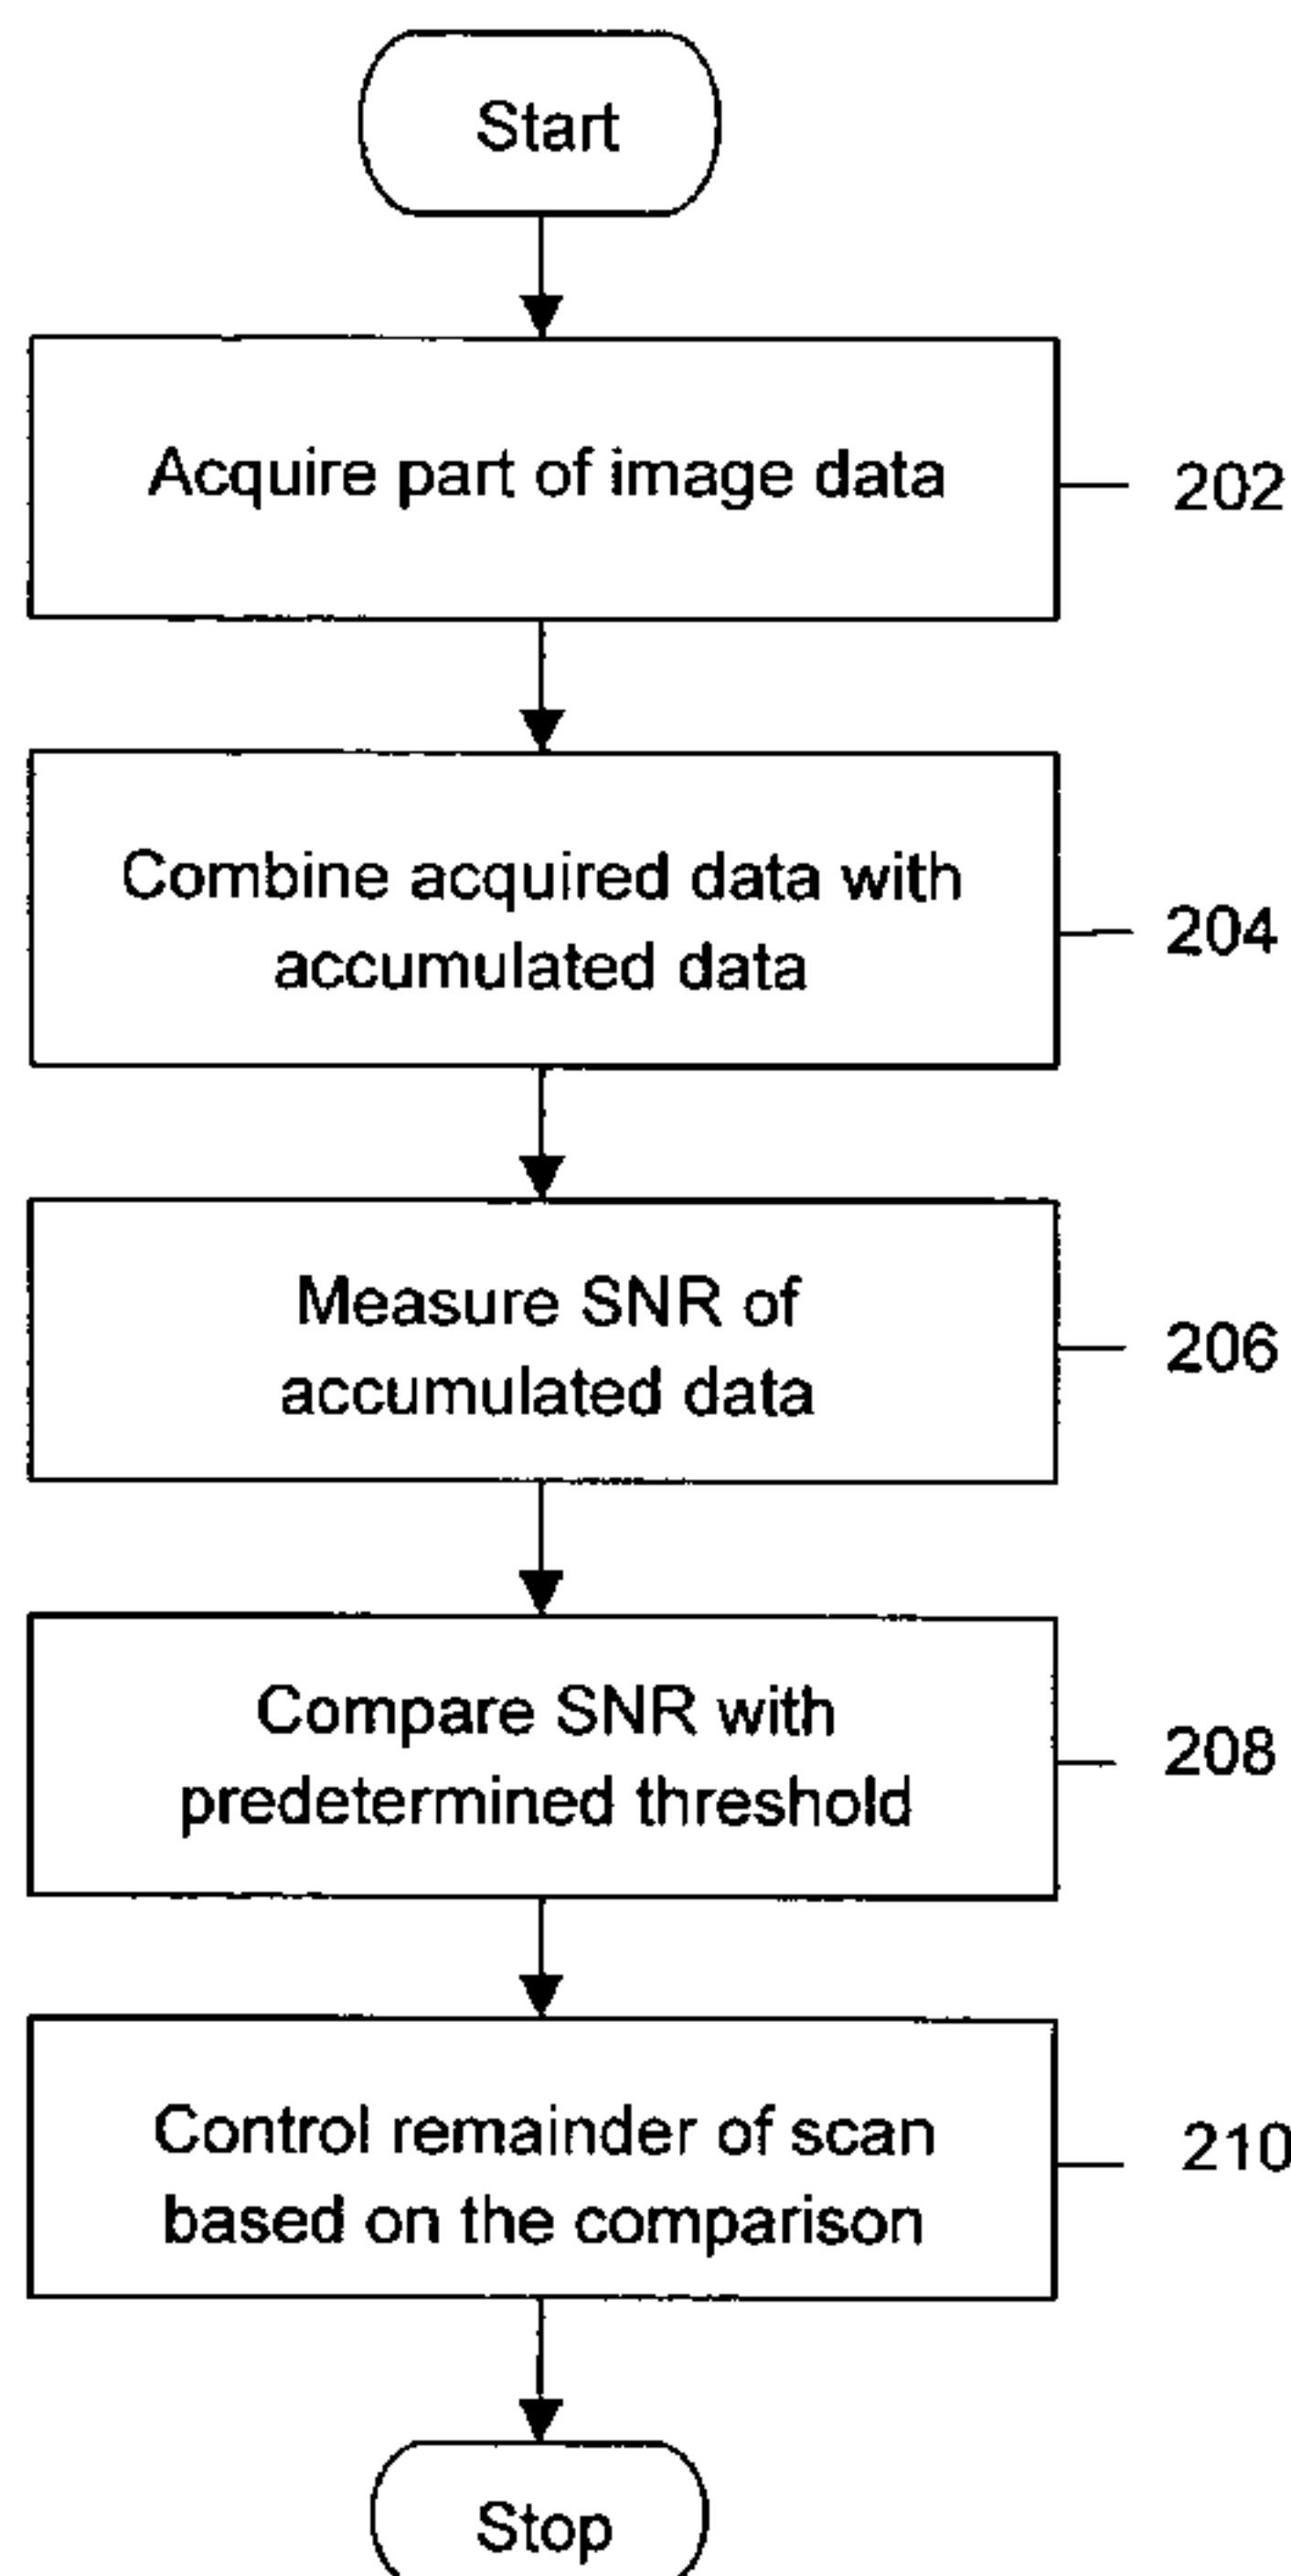 Start
Acquire part of image data
202
Combine acquired data with
accumulated data
204
Measure SNR of
accumulated data
206
Compare SNR with
predetermined threshold
208
Control remainder of scan
based on the comparison
210
Stop